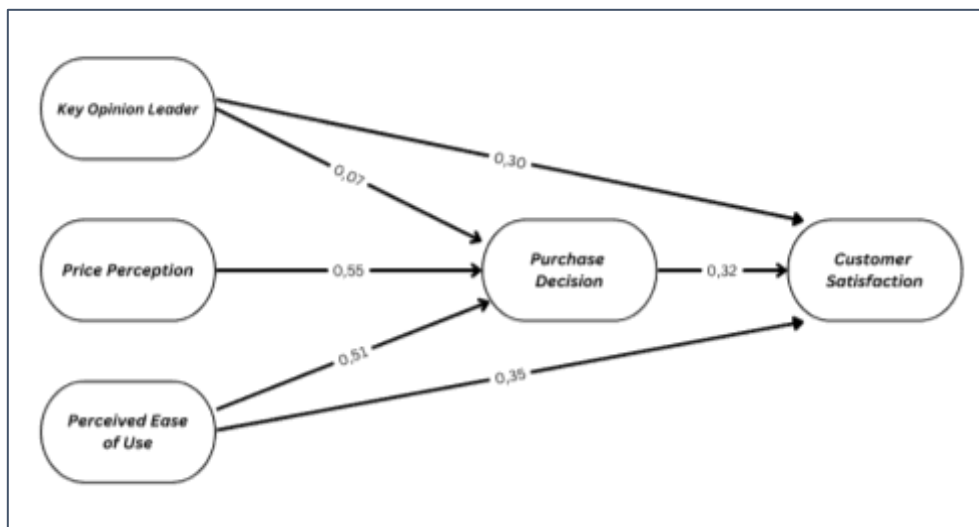 Key Opinion Leader
0,30
0,07
Price Perception
0,55
Purchase
Decision
0,32
Customer
Satisfaction
0,51
0,35
Perceived Ease
of Use